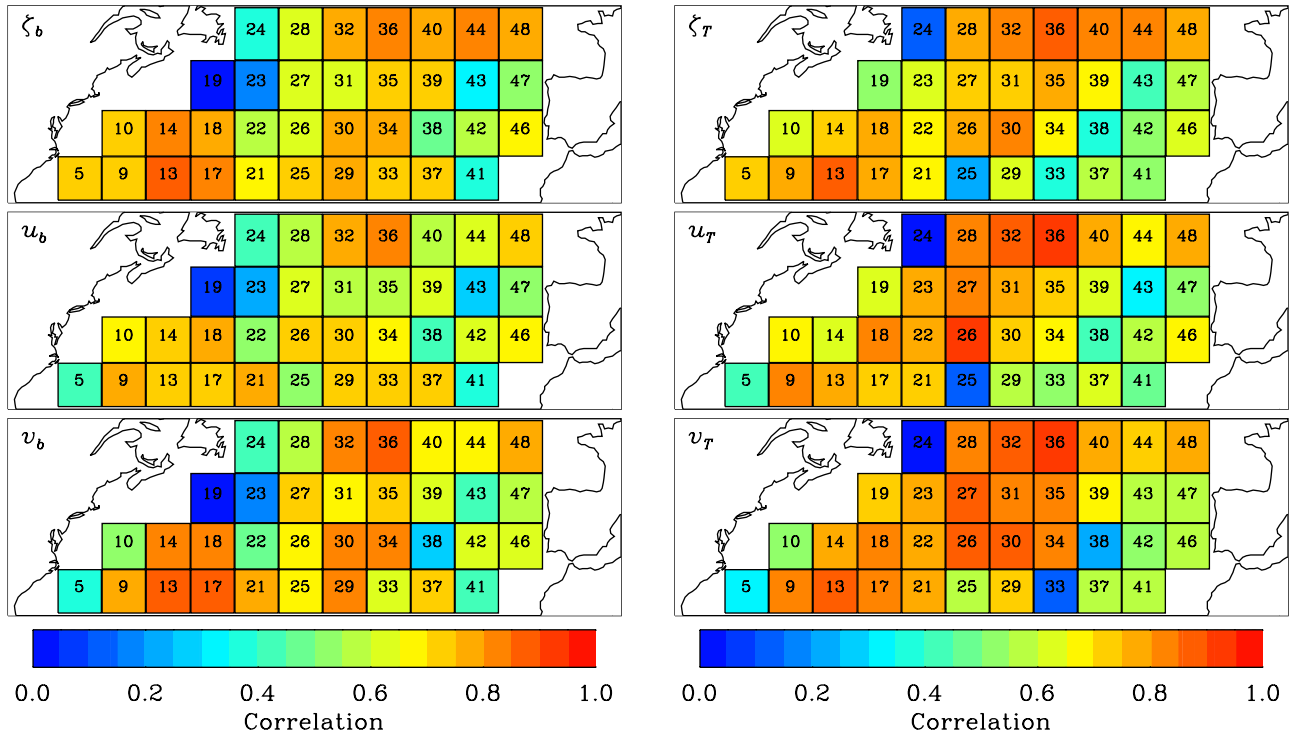 ζb 24 28 32 36 40 44 48
19 23 27 31 35 39 43 47
10 14 18 22 26 30 34 38 42 46
5 9 13 17 21 25 29 33 37 41
ub 24 28 32 36 40 44 48
19 23 27 31 35 39 43 47
10 14 18 22 26 30 34 38 42 46
5 9 13 17 21 25 29 33 37 41
vb 24 28 32 36 40 44 48
19 23 27 31 35 39 43 47
10 14 18 22 26 30 34 38 42 46
5 9 13 17 21 25 29 33 37 41
0.0 0.2 0.4 0.6 0.8 1.0
Correlation
ζT 24 28 32 36 40 44 48
19 23 27 31 35 39 43 47
10 14 18 22 26 30 34 38 42 46
5 9 13 17 21 25 29 33 37 41
uT 24 28 32 36 40 44 48
19 23 27 31 35 39 43 47
10 14 18 22 26 30 34 38 42 46
5 9 13 17 21 25 29 33 37 41
vT 24 28 32 36 40 44 48
19 23 27 31 35 39 43 47
10 14 18 22 26 30 34 38 42 46
5 9 13 17 21 25 29 33 37 41
0.0 0.2 0.4 0.6 0.8 1.0
Correlation